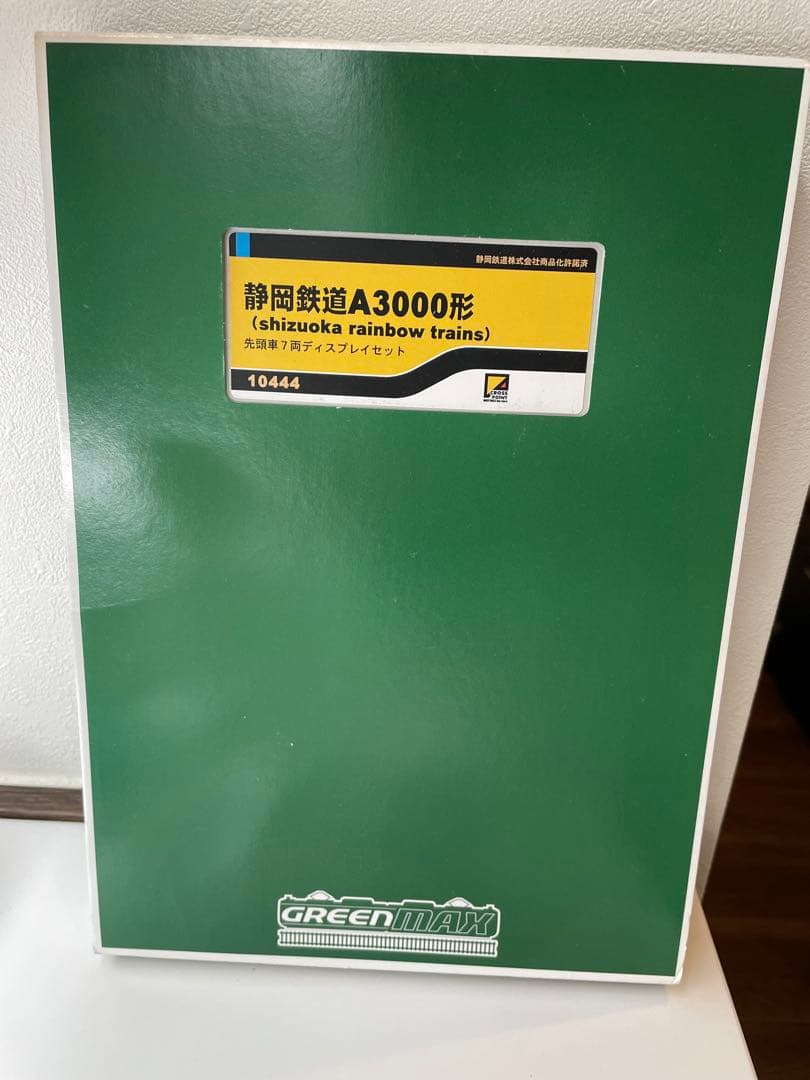 静岡鉄道株式会社商品化許諾済
静岡鉄道A3000形
(shizuoka rainbow trains)
先頭車7両ディスプレイセット
10444
CROSS
POINT
GREENMAX